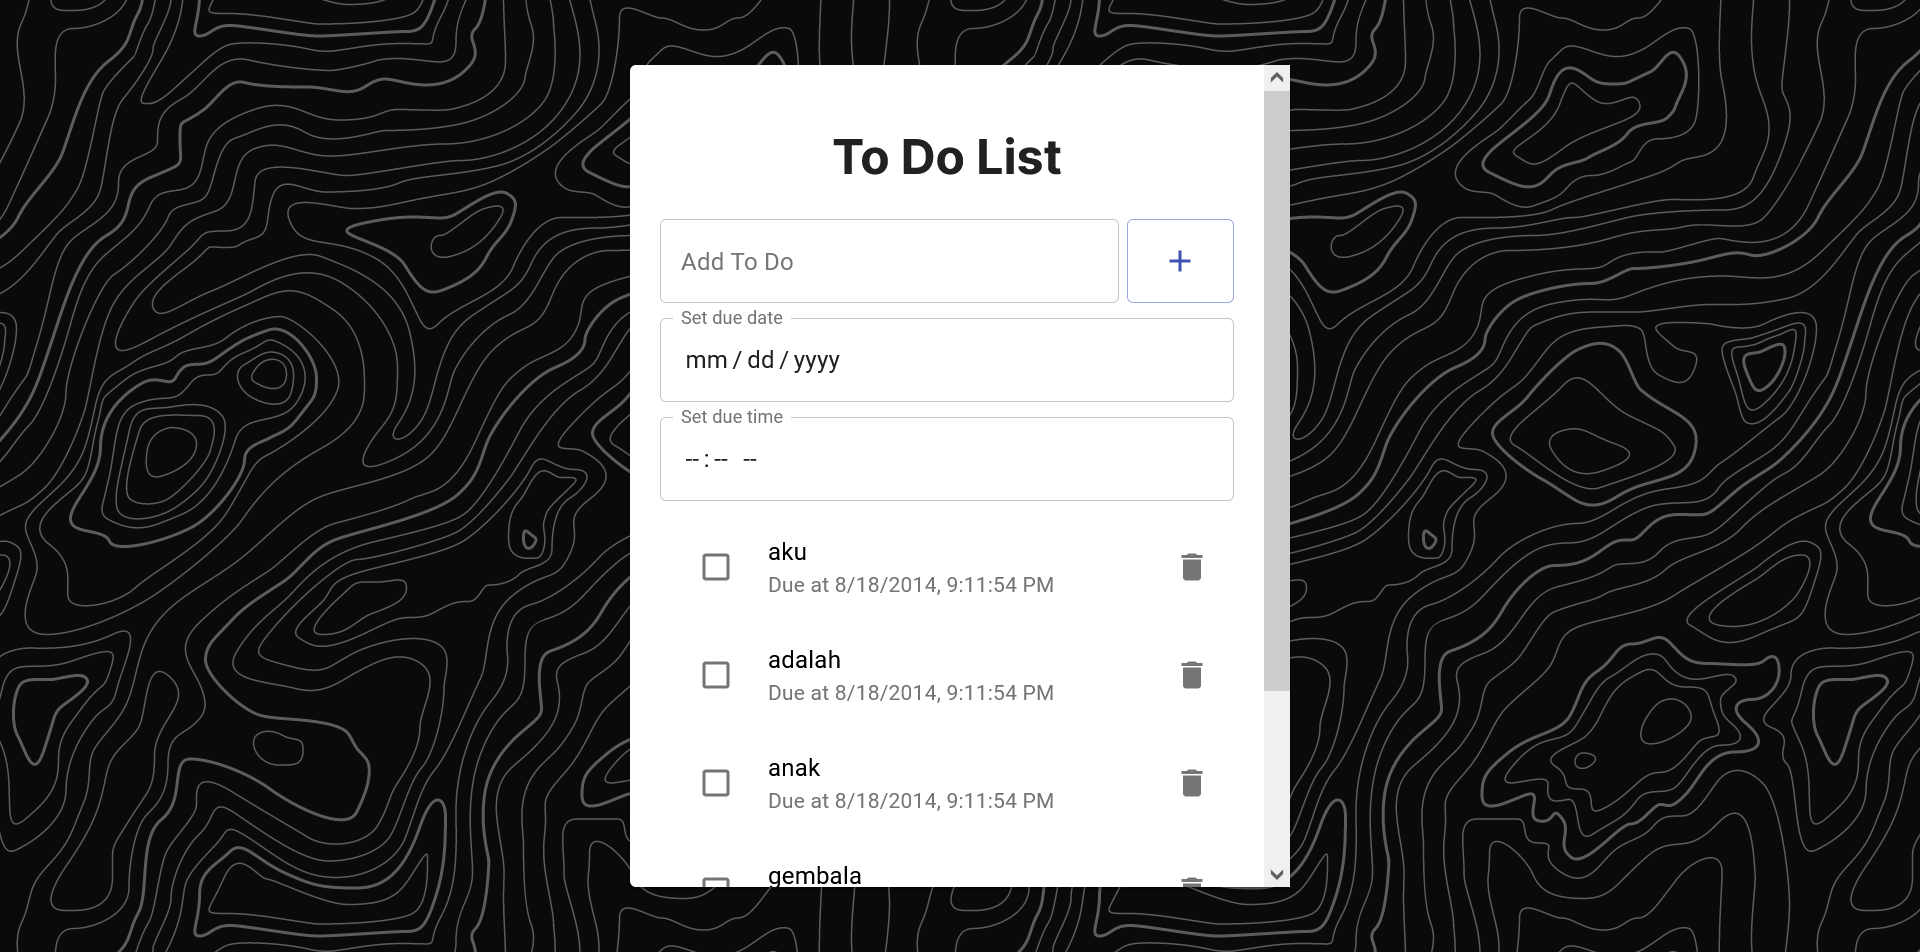 To Do List
Add To Do
+
Set due date
mm / dd / yyyy
Set due time
-- : -- --
aku
Due at 8/18/2014, 9:11:54 PM
adalah
Due at 8/18/2014, 9:11:54 PM
anak
Due at 8/18/2014, 9:11:54 PM
gembala